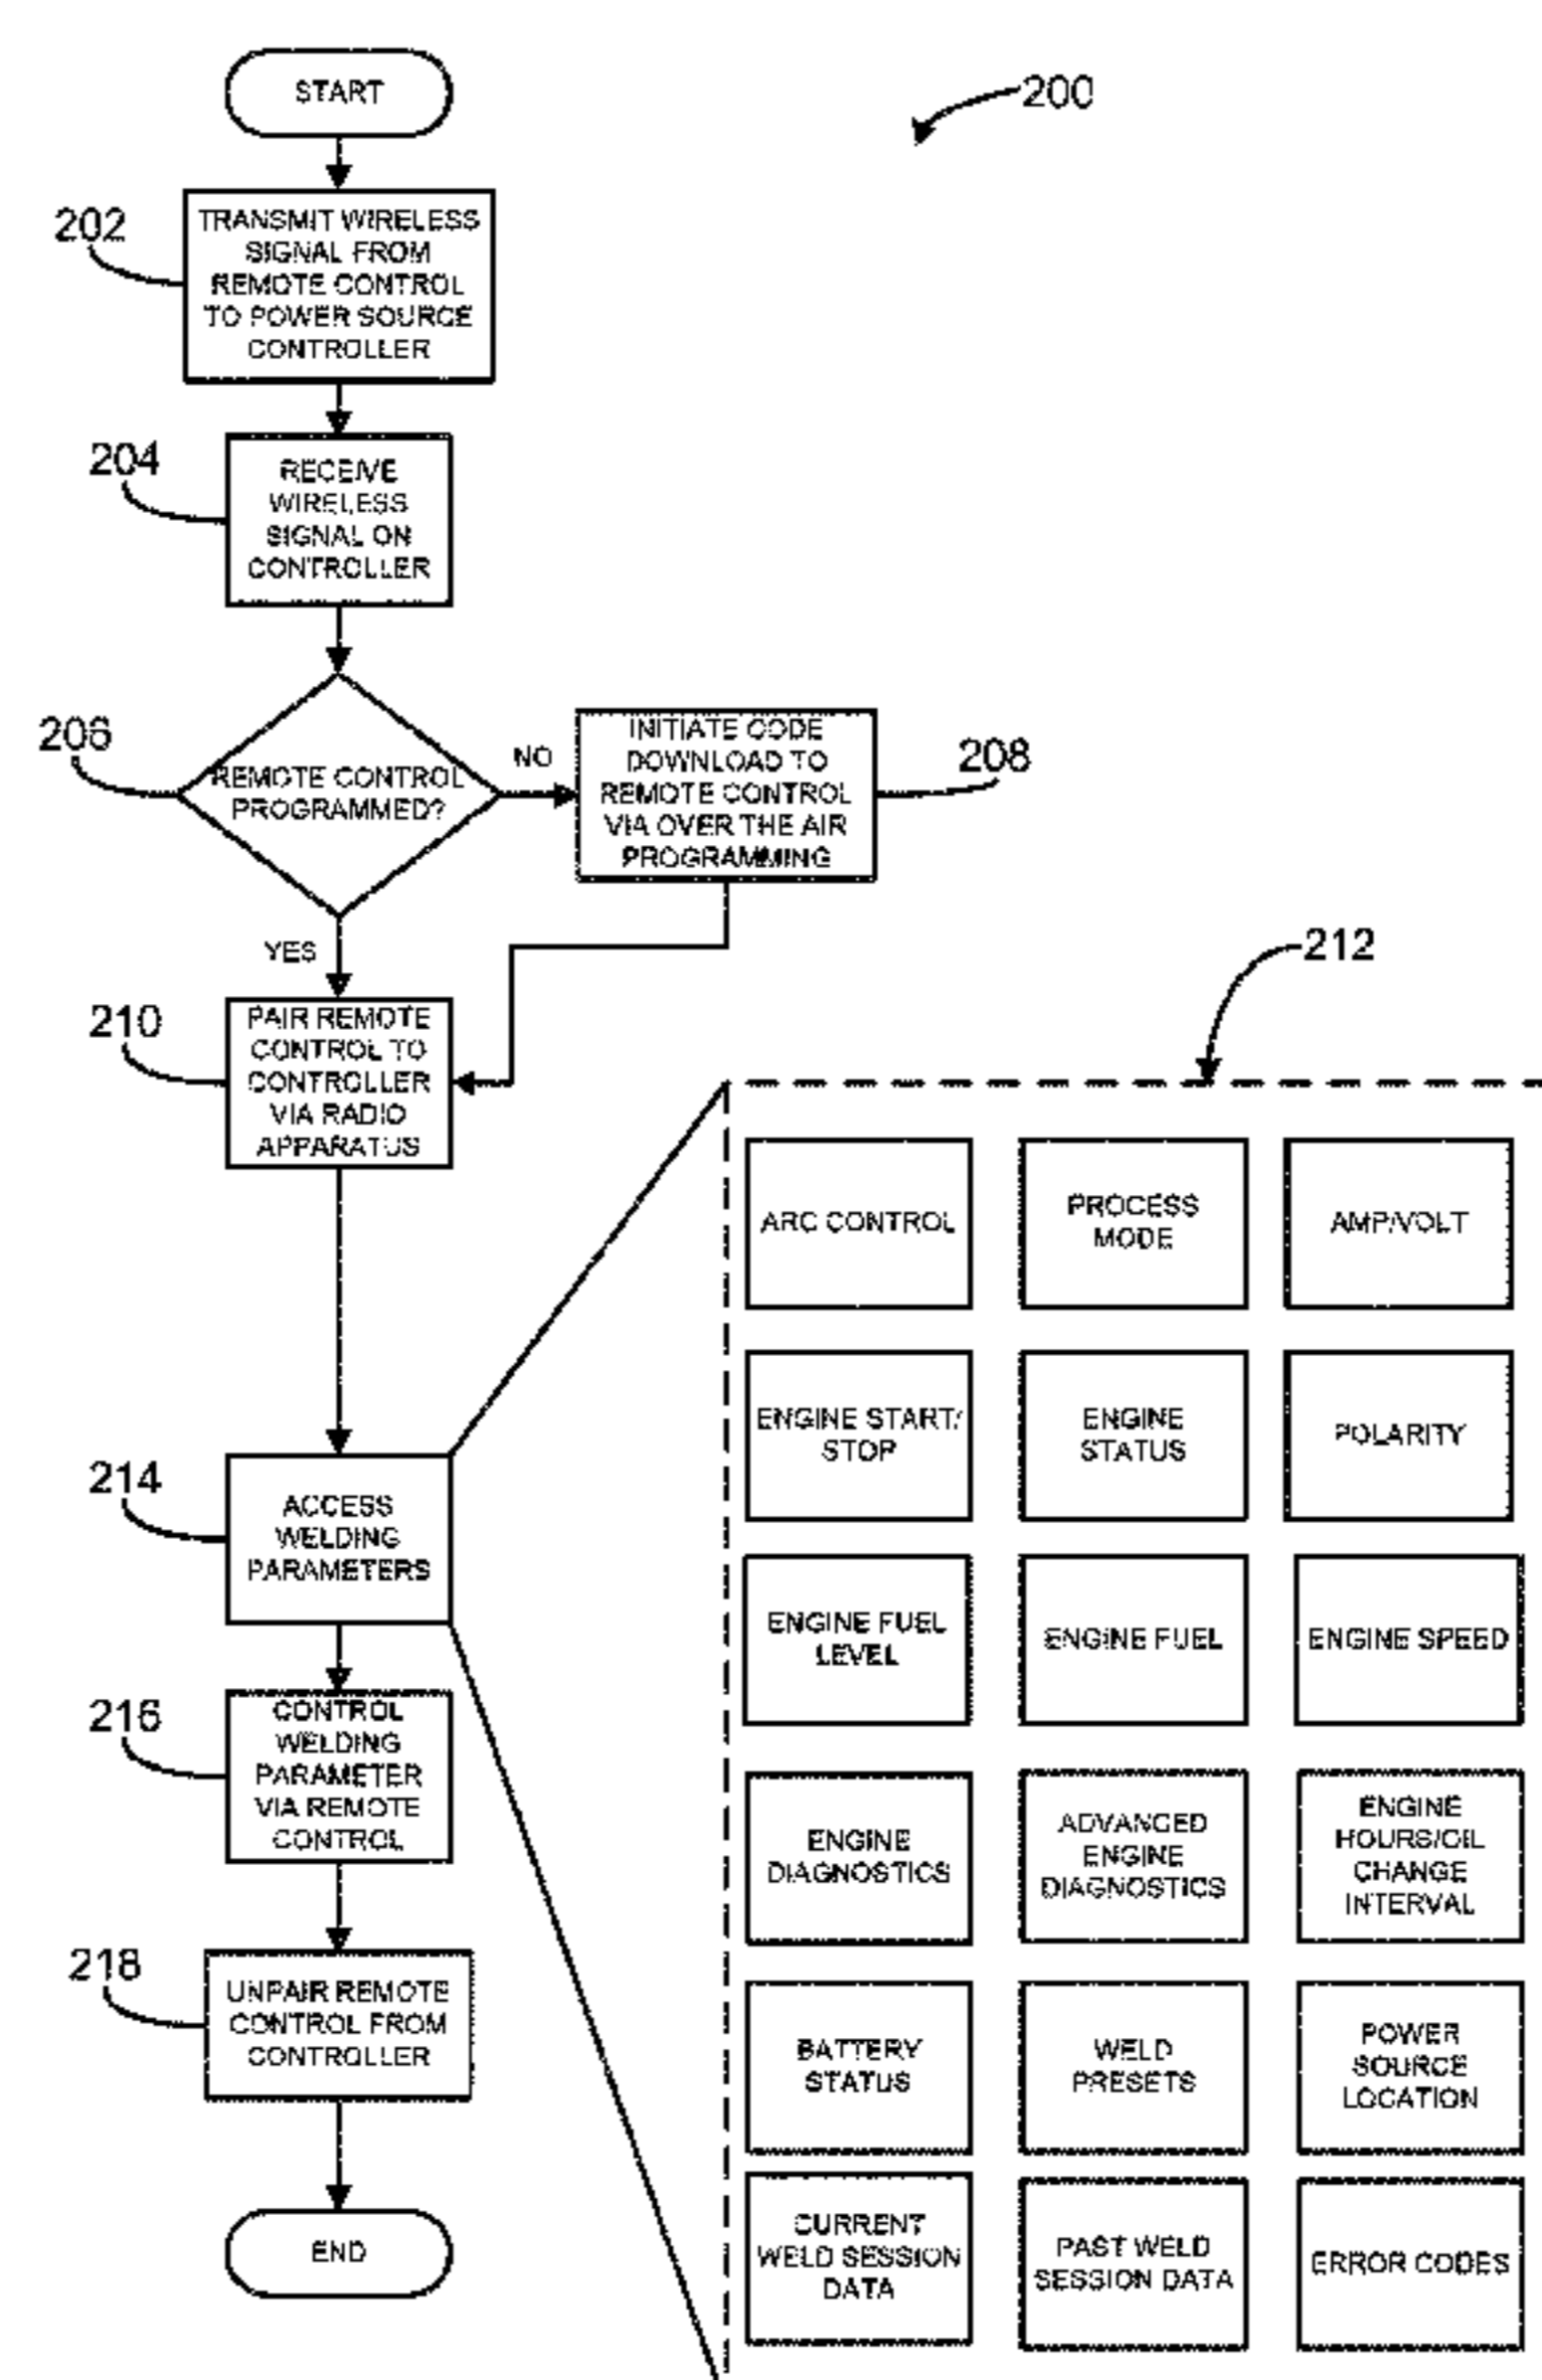 START
200
202
TRANSMIT WIRELESS
SIGNAL FROM
REMOTE CONTROL
TO POWER SOURCE
CONTROLLER
204
RECEIVE
WIRELESS
SIGNAL ON
CONTROLLER
206
REMOTE CONTROL
PROGRAMMED?
NO
INITIATE CODE
DOWNLOAD TO
REMOTE CONTROL
VIA OVER THE AIR
PROGRAMMING
208
YES
210
PAIR REMOTE
CONTROL TO
CONTROLLER
VIA RADIO
APPARATUS
212
214
ACCESS
WELDING
PARAMETERS
216
CONTROL
WELDING
PARAMETER
VIA REMOTE
CONTROL
218
UNPAIR REMOTE
CONTROL FROM
CONTROLLER
END
ARC CONTROL
PROCESS
MODE
AMP/VOLT
ENGINE START/
STOP
ENGINE
STATUS
POLARITY
ENGINE FUEL
LEVEL
ENGINE FUEL
ENGINE SPEED
ENGINE
DIAGNOSTICS
ADVANCED
ENGINE
DIAGNOSTICS
ENGINE
HOURS/OIL
CHANGE
INTERVAL
BATTERY
STATUS
WELD
PRESETS
POWER
SOURCE
LOCATION
CURRENT
WELD SESSION
DATA
PAST WELD
SESSION DATA
ERROR CODES